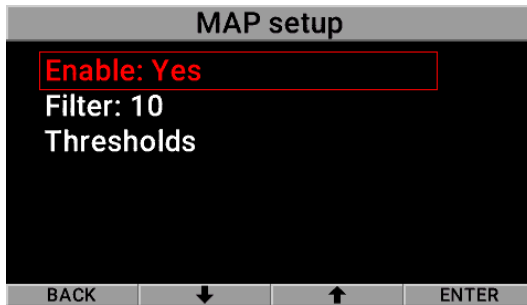 MAP setup
Enable: Yes
Filter: 10
Thresholds
BACK ENTER